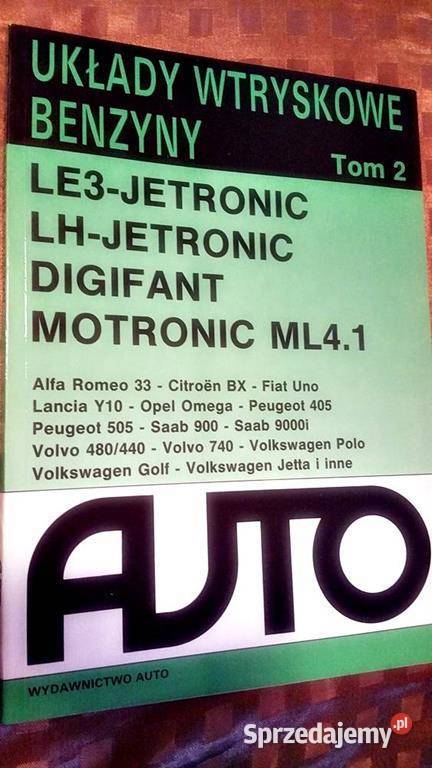 UKŁADY WTRYSKOWE
BENZYNY
Tom 2
LE3-JETRONIC
LH-JETRONIC
DIGIFANT
MOTRONIC ML4.1
Alfa Romeo 33 - Citroën BX - Fiat Uno
Lancia Y10 - Opel Omega - Peugeot 405
Peugeot 505 - Saab 900 - Saab 9000i
Volvo 480/440 - Volvo 740 - Volkswagen Polo
Volkswagen Golf - Volkswagen Jetta i inne
AUTO
WYDAWNICTWO AUTO
Sprzedajemy.pl